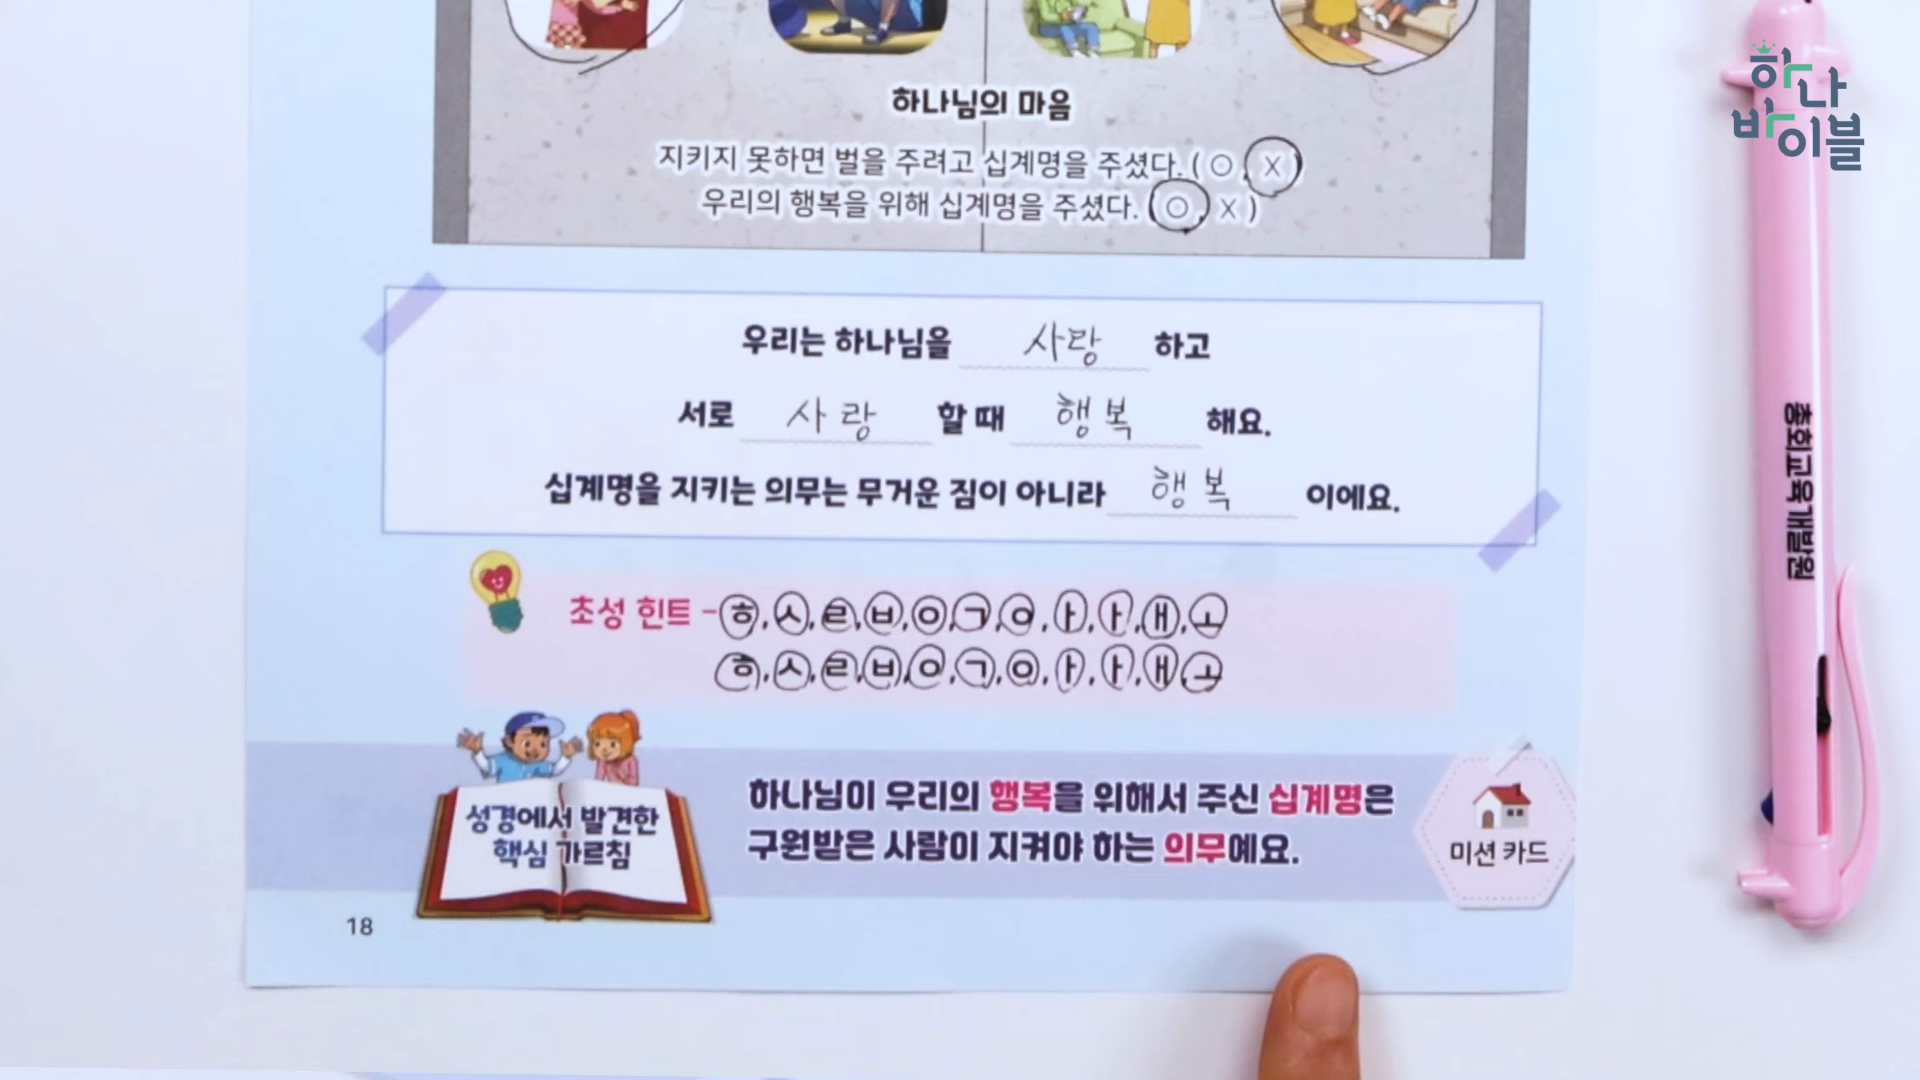 하나님의 마음
지키지 못하면 벌을 주려고 십계명을 주셨다. ( ○, X )
우리의 행복을 위해 십계명을 주셨다. ( ○, X )
우리는 하나님을 사랑 하고
서로 사랑 할 때 행복 해요.
십계명을 지키는 의무는 무거운 짐이 아니라 행복 이에요.
초성 힌트 - ㅎ, ㅅ, ㄹ, ㅂ, ㅇ, ㄱ, ㅇ, ㅏ, ㅏ, ㅐ, ㅗ
ㅎ, ㅅ, ㄹ, ㅂ, ㅇ, ㄱ, ㅇ, ㅏ, ㅏ, ㅐ, ㅗ
성경에서 발견한
핵심 가르침
하나님이 우리의 행복을 위해서 주신 십계명은
구원받은 사람이 지켜야 하는 의무예요.
미션 카드
18
하나
바이블
총회교육개발원